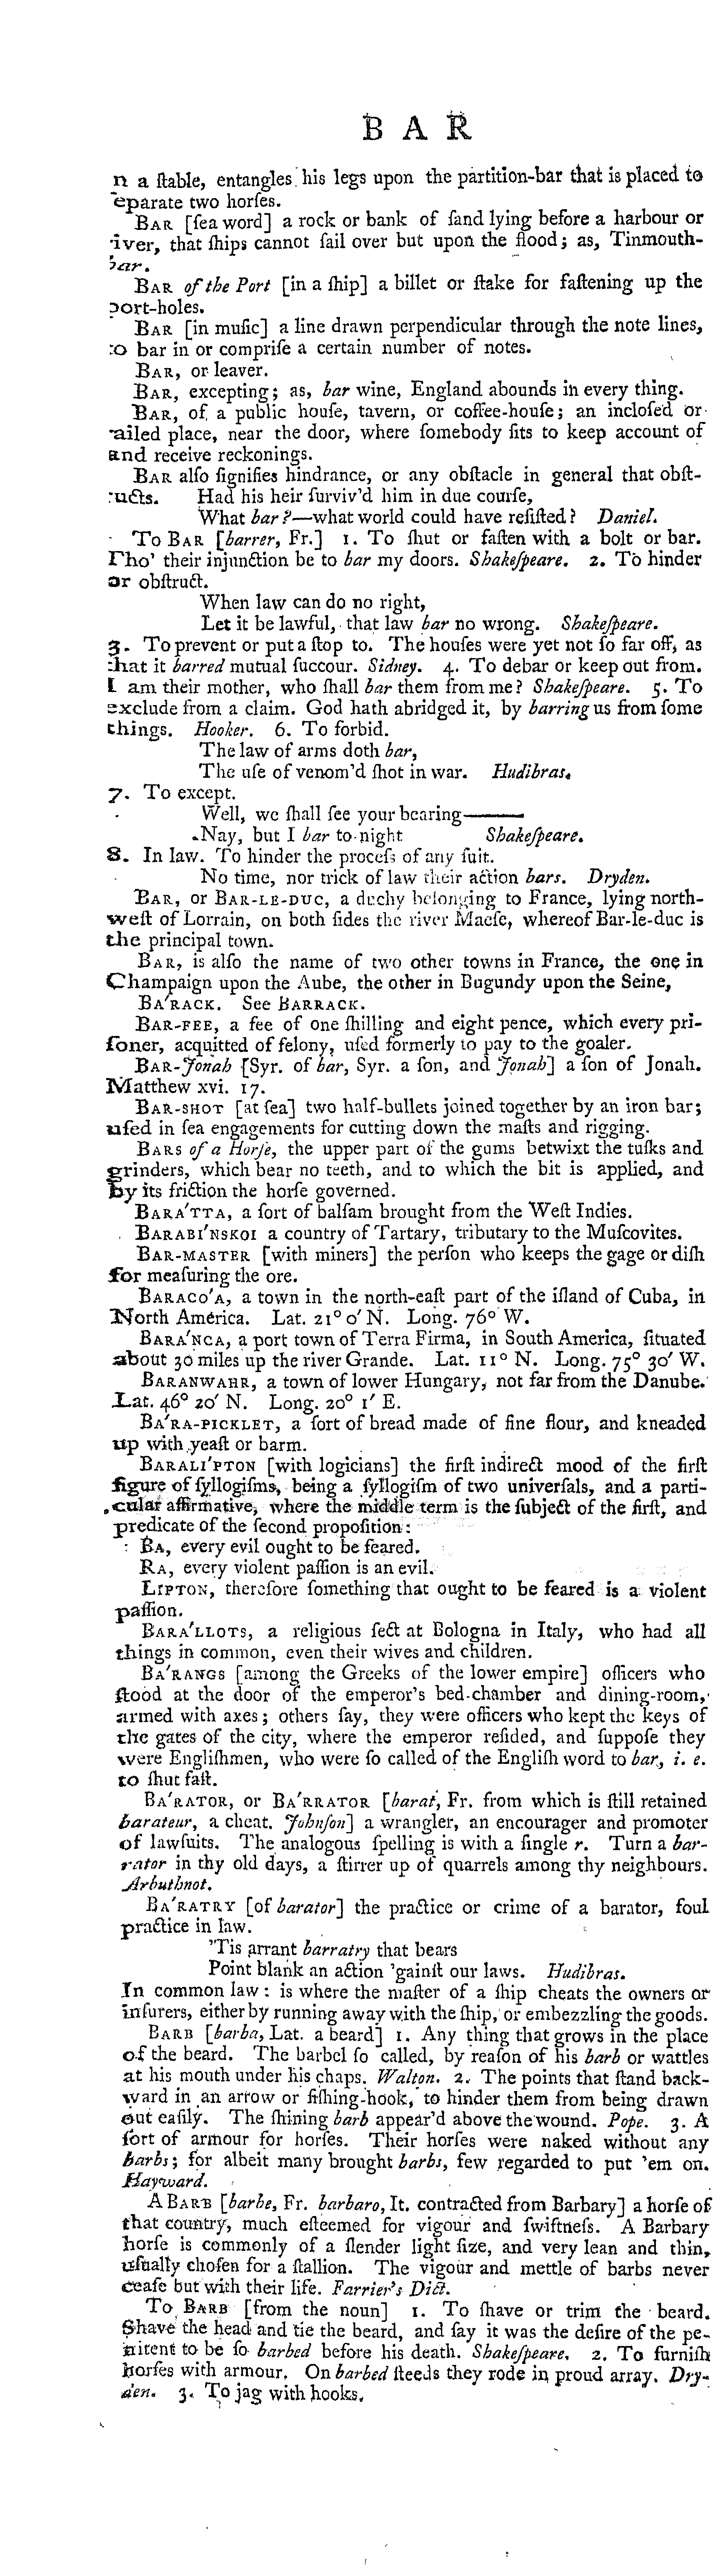 B A R
n a ſtable, entangles his legs upon the partition-bar that is placed to
eparate two horſes.
BAR [ſea word] a rock or bank of ſand lying before a harbour or
iver, that ſhips cannot ſail over but upon the flood; as, Tinmouth-
bar.
BAR of the Port [in a ſhip] a billet or ſtake for faſtening up the
port-holes.
BAR [in muſic] a line drawn perpendicular through the note lines,
to bar in or compriſe a certain number of notes.
BAR, or leaver.
BAR, excepting; as, bar wine, England abounds in every thing.
BAR, of a public houſe, tavern, or coffee-houſe; an incloſed or
railed place, near the door, where ſomebody ſits to keep account of
and receive reckonings.
BAR alſo ſignifies hindrance, or any obſtacle in general that obſt-
ructs. Had his heir ſurviv'd him in due courſe,
What bar?—what world could have reſiſted? Daniel.
To BAR [barrer, Fr.] 1. To ſhut or faſten with a bolt or bar.
Tho' their injunction be to bar my doors. Shakeſpeare. 2. To hinder
or obſtruct.
When law can do no right,
Let it be lawful, that law bar no wrong. Shakeſpeare.
3. To prevent or put a ſtop to. The houſes were yet not ſo far off, as
that it barred mutual ſuccour. Sidney. 4. To debar or keep out from.
I am their mother, who ſhall bar them from me? Shakeſpeare. 5. To
exclude from a claim. God hath abridged it, by barring us from ſome
things. Hooker. 6. To forbid.
The law of arms doth bar,
The uſe of venom'd ſhot in war. Hudibras.
7. To except.
Well, we ſhall ſee your bearing——
Nay, but I bar to-night Shakeſpeare.
8. In law. To hinder the proceſs of any ſuit.
No time, nor trick of law their action bars. Dryden.
BAR, or BAR-LE-DUC, a duchy belonging to France, lying north-
weſt of Lorrain, on both ſides the river Maeſe, whereof Bar-le-duc is
the principal town.
BAR, is alſo the name of two other towns in France, the one in
Champaign upon the Aube, the other in Bugundy upon the Seine,
BA'RACK. See BARRACK.
BAR-FEE, a fee of one ſhilling and eight pence, which every pri-
ſoner, acquitted of felony, uſed formerly to pay to the goaler.
BAR-Jonah [Syr. of bar, Syr. a ſon, and Jonah] a ſon of Jonah.
Matthew xvi. 17.
BAR-SHOT [at ſea] two half-bullets joined together by an iron bar;
uſed in ſea engagements for cutting down the maſts and rigging.
BARS of a Horſe, the upper part of the gums betwixt the tuſks and
grinders, which bear no teeth, and to which the bit is applied, and
by its friction the horſe governed.
BARA'TTA, a ſort of balſam brought from the Weſt Indies.
BARABI'NSKOI a country of Tartary, tributary to the Muſcovites.
BAR-MASTER [with miners] the perſon who keeps the gage or diſh
for meaſuring the ore.
BARACO'A, a town in the north-eaſt part of the iſland of Cuba, in
North America. Lat. 21° 0' N. Long. 76° W.
BARA'NCA, a port town of Terra Firma, in South America, ſituated
about 30 miles up the river Grande. Lat. 11° N. Long. 75° 30' W.
BARANWAHR, a town of lower Hungary, not far from the Danube.
Lat. 46° 20' N. Long. 20° 1' E.
BA'RA-PICKLET, a ſort of bread made of fine flour, and kneaded
up with yeaſt or barm.
BARALI'PTON [with logicians] the firſt indirect mood of the firſt
figure of ſyllogiſms, being a ſyllogiſm of two univerſals, and a parti-
cular affirmative, where the middle term is the ſubject of the firſt, and
predicate of the ſecond propoſition:
BA, every evil ought to be feared.
RA, every violent paſſion is an evil.
LIPTON, therefore ſomething that ought to be feared is a violent
paſſion.
BARA'LLOTS, a religious ſect at Bologna in Italy, who had all
things in common, even their wives and children.
BA'RANGS [among the Greeks of the lower empire] officers who
ſtood at the door of the emperor's bed-chamber and dining-room,
armed with axes; others ſay, they were officers who kept the keys of
the gates of the city, where the emperor reſided, and ſuppoſe they
were Engliſhmen, who were ſo called of the Engliſh word to bar, i. e.
to ſhut faſt.
BA'RATOR, or BA'RRATOR [barat, Fr. from which is ſtill retained
barateur, a cheat. Johnſon] a wrangler, an encourager and promoter
of lawſuits. The analogous ſpelling is with a ſingle r. Turn a bar-
rator in thy old days, a ſtirrer up of quarrels among thy neighbours.
Arbuthnot.
BA'RATRY [of barator] the practice or crime of a barator, foul
practice in law.
'Tis arrant barratry that bears
Point blank an action 'gainſt our laws. Hudibras.
In common law: is where the maſter of a ſhip cheats the owners or
inſurers, either by running away with the ſhip, or embezzling the goods.
BARB [barba, Lat. a beard] 1. Any thing that grows in the place
of the beard. The barbel ſo called, by reaſon of his barb or wattles
at his mouth under his chaps. Walton. 2. The points that ſtand back-
ward in an arrow or fiſhing-hook, to hinder them from being drawn
out eaſily. The ſhining barb appear'd above the wound. Pope. 3. A
ſort of armour for horſes. Their horſes were naked without any
barbs; for albeit many brought barbs, few regarded to put 'em on.
Hayward.
A BARB [barbe, Fr. barbaro, It. contracted from Barbary] a horſe of
that country, much eſteemed for vigour and ſwiftneſs. A Barbary
horſe is commonly of a ſlender light ſize, and very lean and thin,
uſually choſen for a ſtallion. The vigour and mettle of barbs never
ceaſe but with their life. Farrier's Dict.
To BARB [from the noun] 1. To ſhave or trim the beard.
Shave the head and tie the beard, and ſay it was the deſire of the pe-
nitent to be ſo barbed before his death. Shakeſpeare. 2. To furniſh
horſes with armour. On barbed ſteeds they rode in proud array. Dry-
den. 3. To jag with hooks.